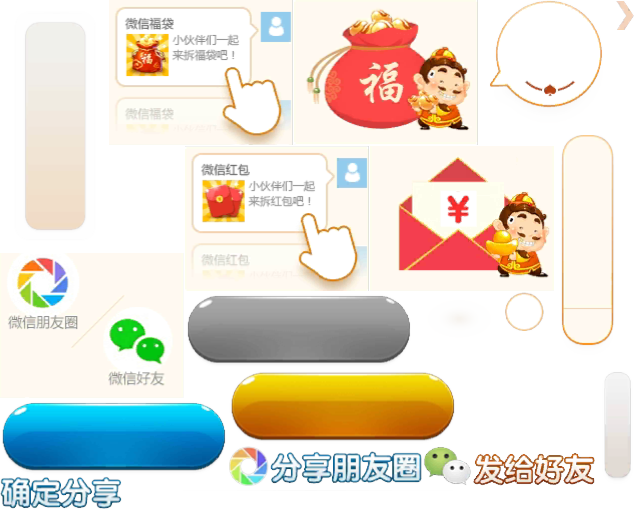 微信福袋
小伙伴们一起
来拆福袋吧！
微信福袋
福
福
微信红包
小伙伴们一起
来拆红包吧！
微信红包
¥
微信朋友圈
微信好友
分享朋友圈
发给好友
确定分享